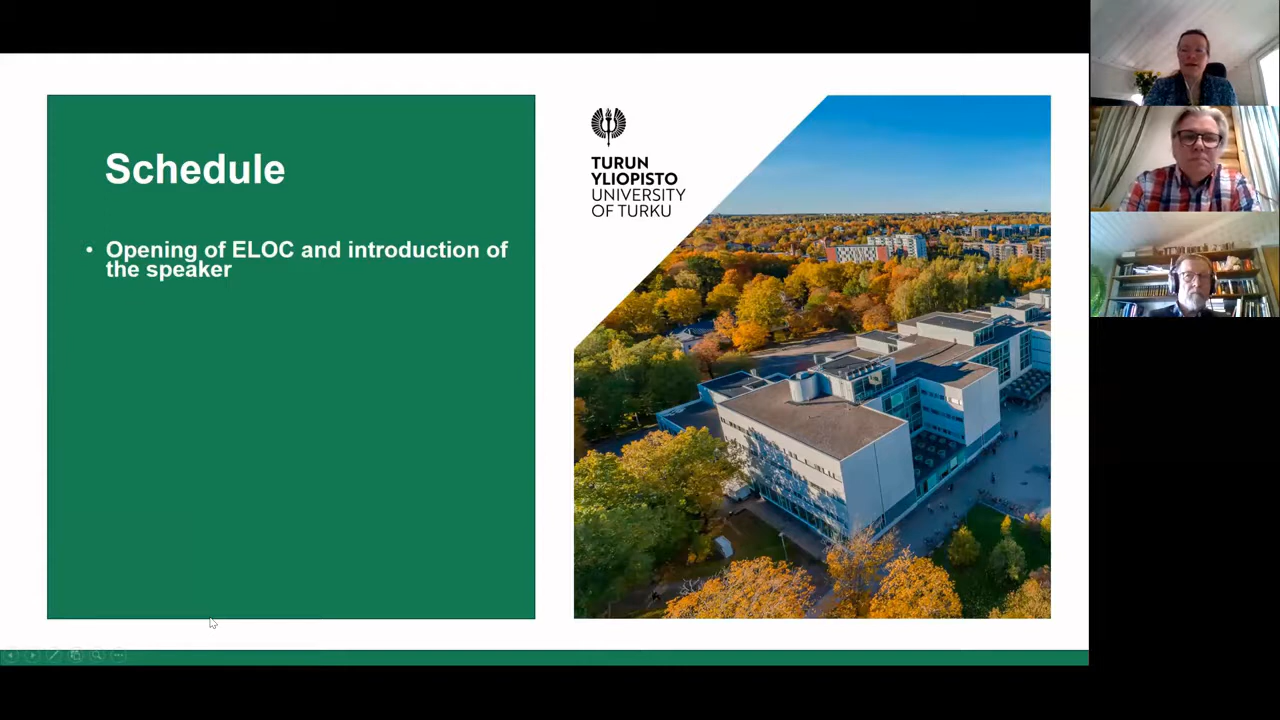 Schedule
• Opening of ELOC and introduction of
the speaker
TURUN
YLIOPISTO
UNIVERSITY
OF TURKU